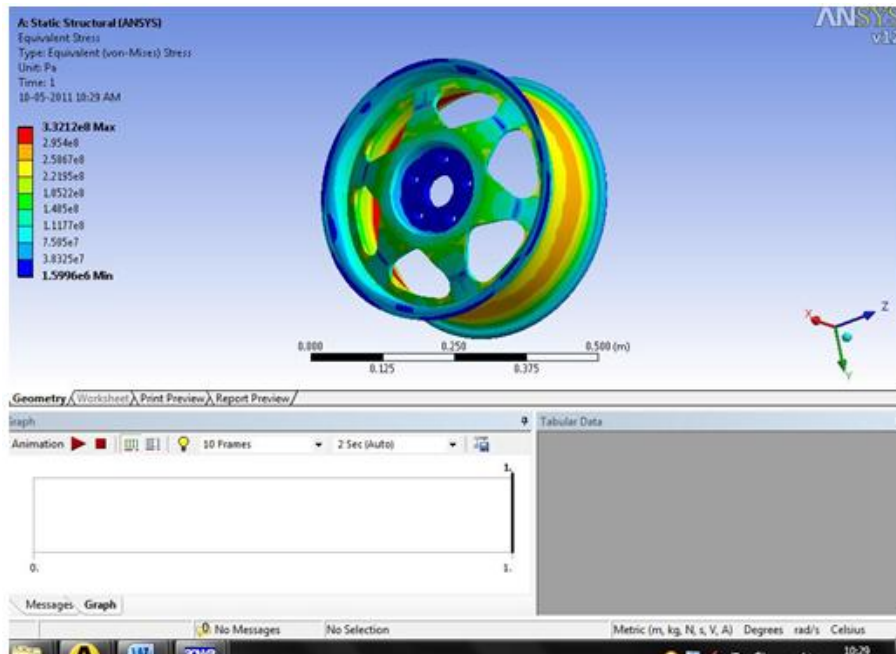 A: Static Structural (ANSYS)
Equivalent Stress
Type: Equivalent (von-Mises) Stress
Unit: Pa
Time: 1
10-05-2011 10:29 AM
ANSYS
v12
3.3212e8 Max
2.954e8
2.5867e8
2.2195e8
1.8522e8
1.485e8
1.1177e8
7.505e7
3.8325e7
1.5996e6 Min
X
Z
Y
0.000 0.250 0.500 (m)
0.125 0.375
Geometry Worksheet Print Preview Report Preview
Graph Tabular Data
Animation 10 Frames 2 Sec (Auto)
1.
0. 1.
Messages Graph
No Messages No Selection Metric (m, kg, N, s, V, A) Degrees rad/s Celsius
10:29